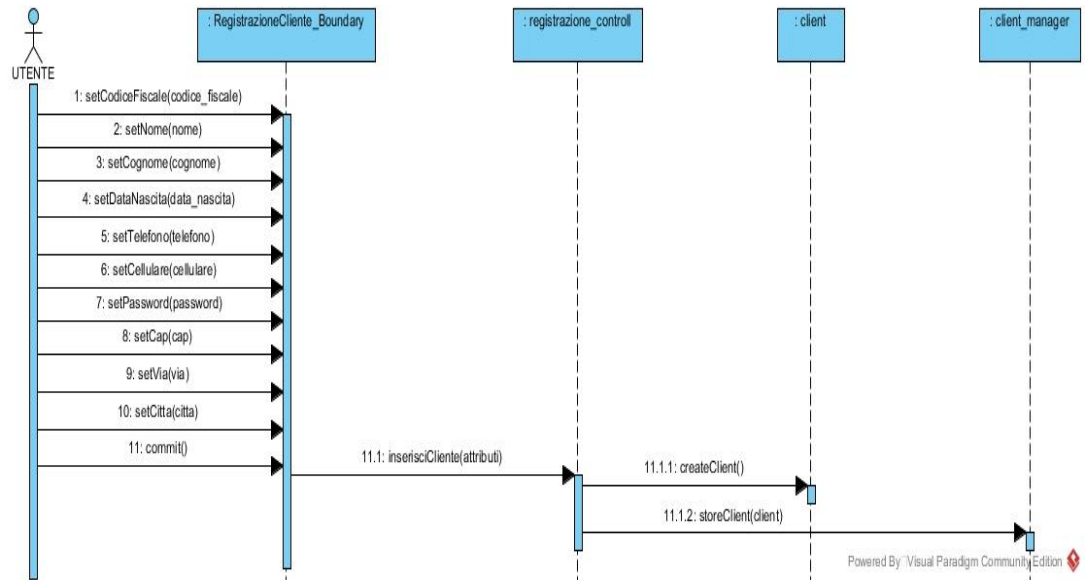 : RegistrazioneCliente_Boundary
: registrazione_controll
: client
: client_manager
UTENTE
1: setCodiceFiscale(codice_fiscale)
2: setNome(nome)
3: setCognome(cognome)
4: setDataNascita(data_nascita)
5: setTelefono(telefono)
6: setCellulare(cellulare)
7: setPassword(password)
8: setCap(cap)
9: setVia(via)
10: setCitta(citta)
11: commit()
11.1: inserisciCliente(attributi)
11.1.1: createClient()
11.1.2: storeClient(client)
Powered By Visual Paradigm Community Edition